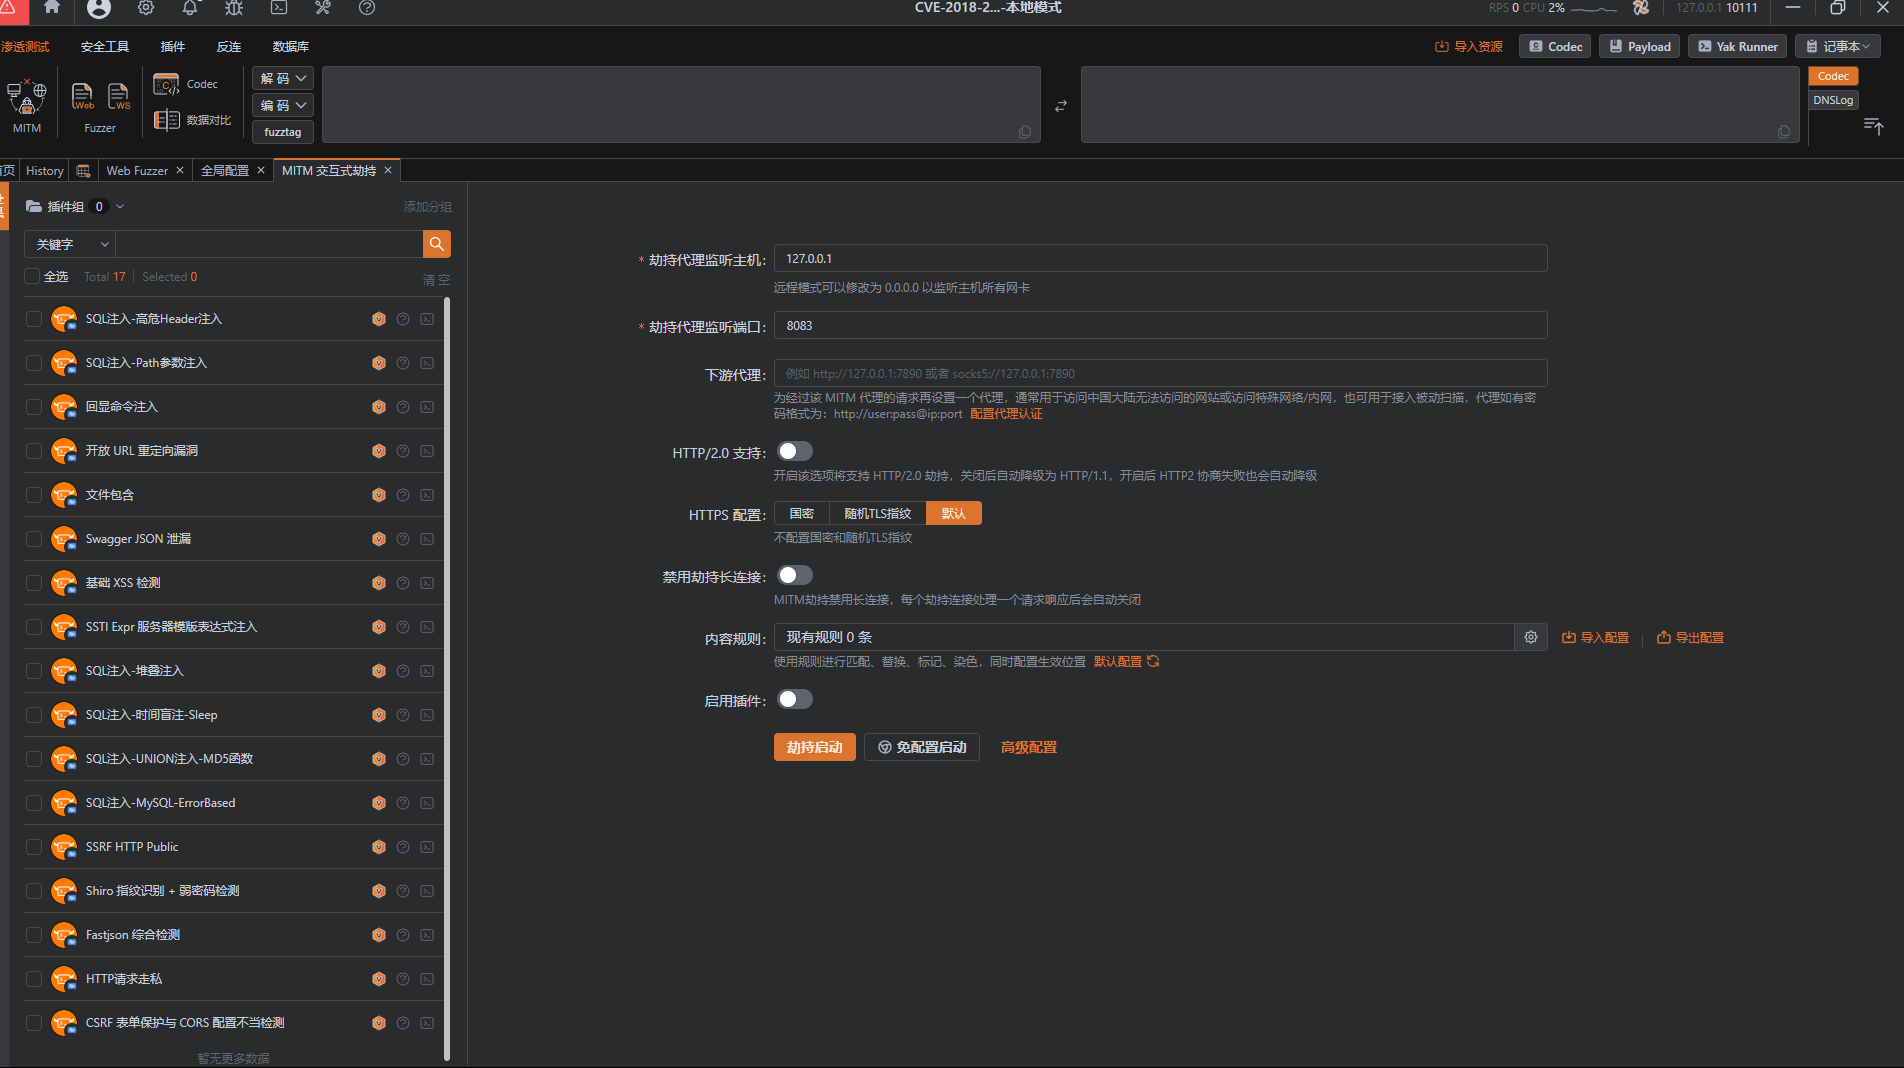 CVE-2018-2...-本地模式
RPS 0 CPU 2%
127.0.0.1 10111
渗透测试 安全工具 插件 反连 数据库
导入资源 Codec Payload Yak Runner 记事本
MITM
Web
WS
Fuzzer
Codec
数据对比
解码
编码
fuzztag
Codec
DNSLog
首页 History Web Fuzzer 全局配置 MITM 交互式劫持
插件组 0 添加分组
关键字
全选 Total 17 Selected 0 清空
SQL注入-高危Header注入
SQL注入-Path参数注入
回显命令注入
开放 URL 重定向漏洞
文件包含
Swagger JSON 泄漏
基础 XSS 检测
SSTI Expr 服务器模版表达式注入
SQL注入-堆叠注入
SQL注入-时间盲注-Sleep
SQL注入-UNION注入-MD5函数
SQL注入-MySQL-ErrorBased
SSRF HTTP Public
Shiro 指纹识别 + 弱密码检测
Fastjson 综合检测
HTTP请求走私
CSRF 表单保护与 CORS 配置不当检测
暂无更多数据
* 劫持代理监听主机: 127.0.0.1
远程模式可以修改为 0.0.0.0 以监听主机所有网卡
* 劫持代理监听端口: 8083
下游代理: 例如 http://127.0.0.1:7890 或者 socks5://127.0.0.1:7890
为经过该 MITM 代理的请求再设置一个代理，通常用于访问中国大陆无法访问的网站或访问特殊网络/内网，也可用于接入被动扫描，代理如有密
码格式为：http://user:pass@ip:port 配置代理认证
HTTP/2.0 支持:
开启该选项将支持 HTTP/2.0 劫持，关闭后自动降级为 HTTP/1.1，开启后 HTTP2 协商失败也会自动降级
HTTPS 配置: 国密 随机TLS指纹 默认
不配置国密和随机TLS指纹
禁用劫持长连接:
MITM劫持禁用长连接，每个劫持连接处理一个请求响应后会自动关闭
内容规则: 现有规则 0 条 导入配置 导出配置
使用规则进行匹配、替换、标记、染色，同时配置生效位置 默认配置
启用插件:
劫持启动 免配置启动 高级配置